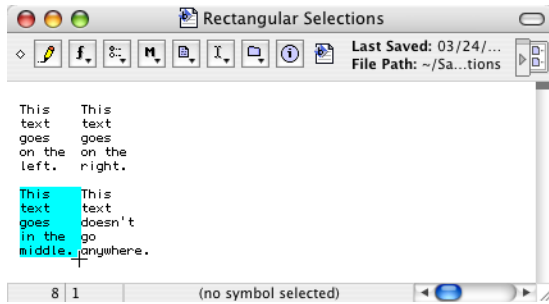 Rectangular Selections
Last Saved: 03/24/...
File Path: ~/Sa...tions
This    This
text    text
goes    goes
on the  on the
left.   right.
This    This
text    text
goes    doesn't
in the  go
middle. anywhere.
8 1 (no symbol selected)